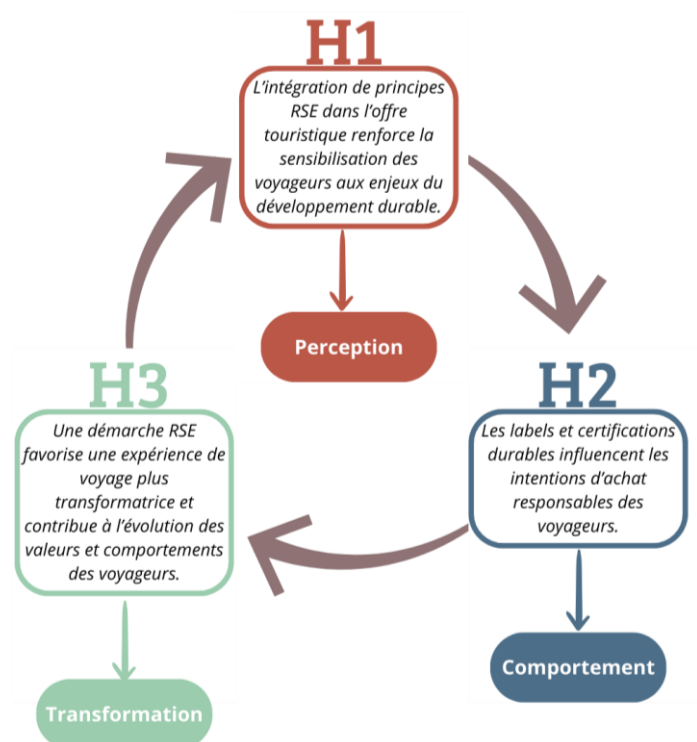 H1
L'intégration de principes
RSE dans l'offre
touristique renforce la
sensibilisation des
voyageurs aux enjeux du
développement durable.
Perception
H2
Les labels et certifications
durables influencent les
intentions d'achat
responsables des
voyageurs.
Comportement
H3
Une démarche RSE
favorise une expérience de
voyage plus
transformatrice et
contribue à l'évolution des
valeurs et comportements
des voyageurs.
Transformation